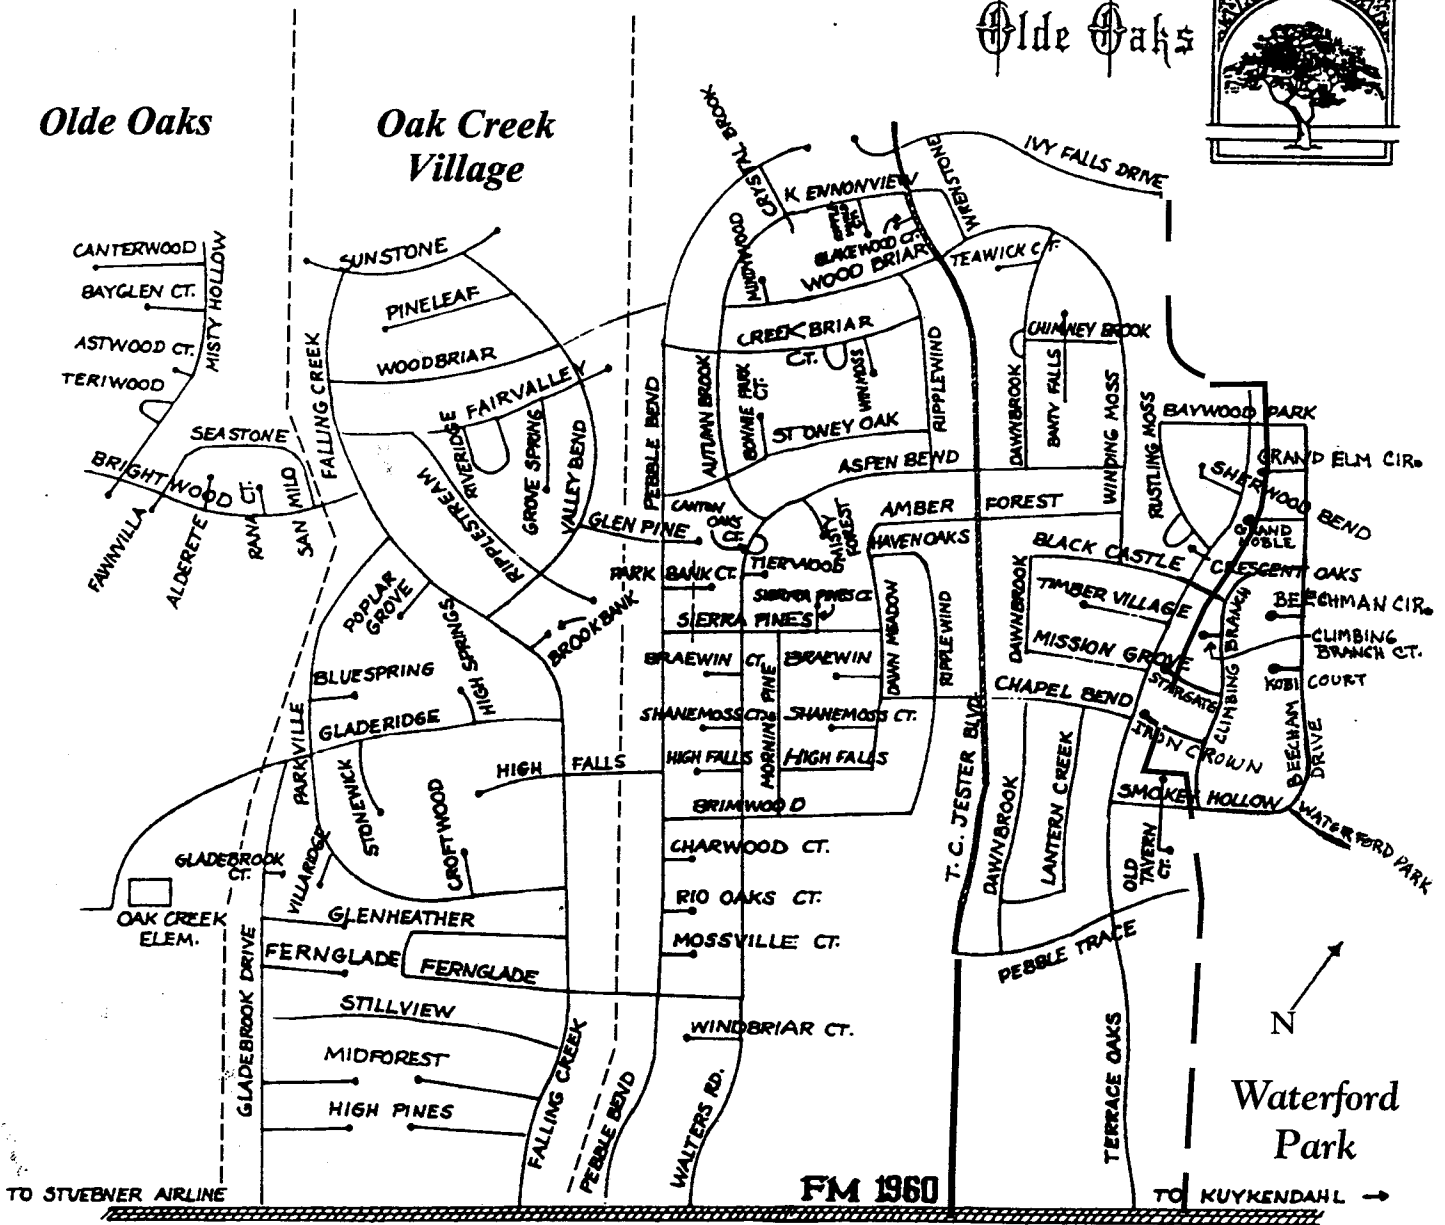 Olde Oaks
Olde Oaks
Oak Creek
Village
CRYSTAL BROOK
KENNONVIEW
WRENSTONE
IVY FALLS DRIVE
CANTERWOOD
MISTY HOLLOW
BAYGLEN CT.
ASTWOOD CT.
TERIWOOD
SUNSTONE
PINELEAF
WOODBRIAR
FAIRVALLEY
FALLING CREEK
MINDYWOOD
BLAKEWOOD CT.
WOOD BRIAR
TEAWICK CT.
CREEK BRIAR
CT.
CHIMNEY BROOK
WINMOSS
RIPPLEWIND
DAWNBROOK
BANTY FALLS
WINDING MOSS
RUSTLING MOSS
BAYWOOD PARK
GRAND ELM CIR.
SHERWOOD BEND
SEASTONE
BRIGHTWOOD
FAWNVILLA
ALDERETE
RANA CT.
SAN MILO
RIVERIDGE
GROVE SPRING
VALLEY BEND
RIPPLESTREAM
PEBBLE BEND
AUTUMN BROOK
BONNIE PARK
CT.
STONEY OAK
ASPEN BEND
GLEN PINE
CANYON
OAKS
CT.
MISTY
FOREST
AMBER FOREST
HAVEN OAKS
BLACK CASTLE
CRESCENT OAKS
TIERWOOD
PARK BANK CT.
SIERRA PINES CT.
SIERRA PINES
POPLAR
GROVE
HIGH SPRINGS
BROOKBANK
DAWN MEADOW
RIPPLEWIND
DAWNBROOK
TIMBER VILLAGE
MISSION GROVE
BEECHMAN CIR.
CLIMBING
BRANCH CT.
CLIMBING BRANCH
KOBI COURT
STARGATE
BRAEWIN CT.
BRAEWIN
BLUESPRING
GLADERIDGE
PARKVILLE
SHANEMOSS CT.
SHANEMOSS CT.
MORNING PINE
CHAPEL BEND
IRON CROWN
BEECHAM
DRIVE
HIGH FALLS
HIGH FALLS
HIGH FALLS
STONEWICK
CROFTWOOD
BRIMWOOD
T. C. JESTER BLVD.
DAWNBROOK
LANTERN CREEK
SMOKEY HOLLOW
WATERFORD PARK
OLD
TAVERN
CT.
GLADEBROOK
CT.
VILLARIDGE
CHARWOOD CT.
OAK CREEK
ELEM.
GLENHEATHER
RIO OAKS CT.
FERNGLADE
FERNGLADE
MOSSVILLE CT.
PEBBLE TRACE
GLADEBROOK DRIVE
STILLVIEW
WINDBRIAR CT.
MIDFOREST
HIGH PINES
FALLING CREEK
PEBBLE BEND
WALTERS RD.
TERRACE OAKS
N
Waterford
Park
TO STUEBNER AIRLINE
FM 1960
TO KUYKENDAHL